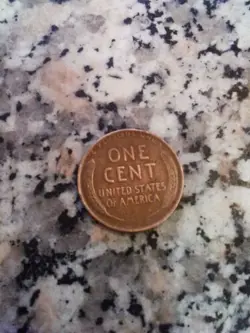 ONE
CENT
UNITED STATES
OF AMERICA